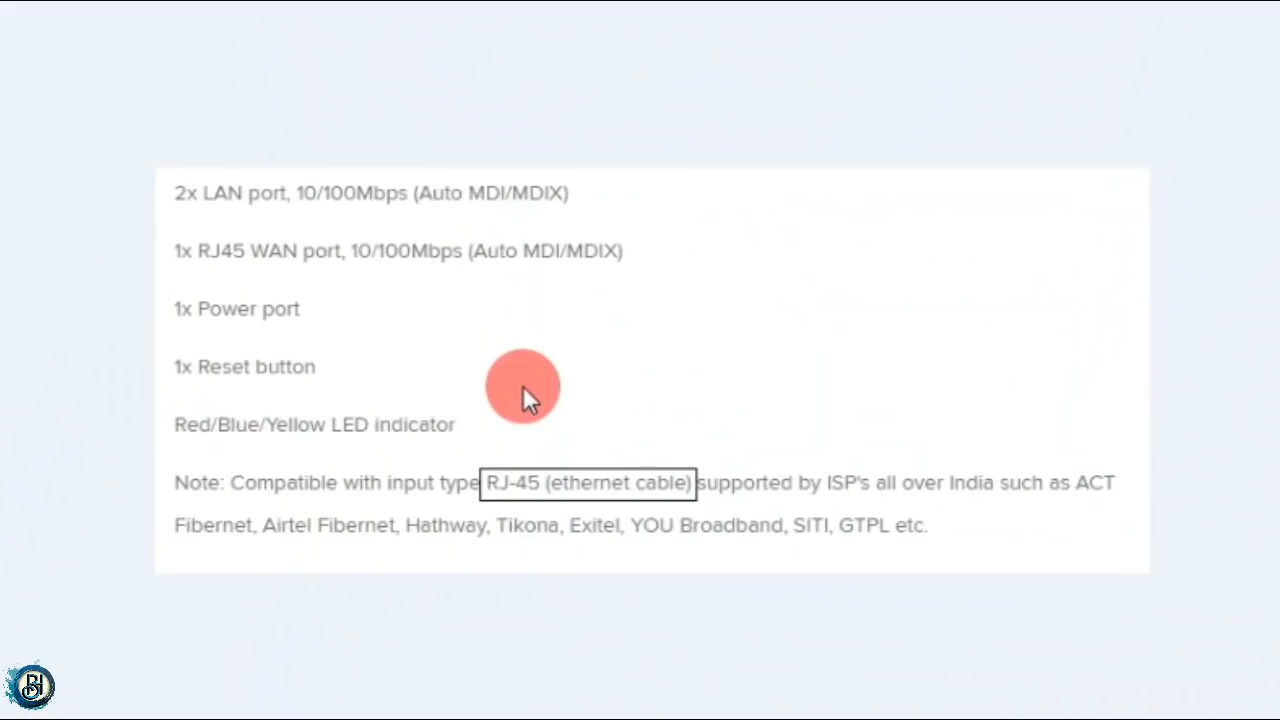 2x LAN port, 10/100Mbps (Auto MDI/MDIX)
1x RJ45 WAN port, 10/100Mbps (Auto MDI/MDIX)
1x Power port
1x Reset button
Red/Blue/Yellow LED indicator
Note: Compatible with input type RJ-45 (ethernet cable) supported by ISP's all over India such as ACT
Fibernet, Airtel Fibernet, Hathway, Tikona, Exitel, YOU Broadband, SITI, GTPL etc.